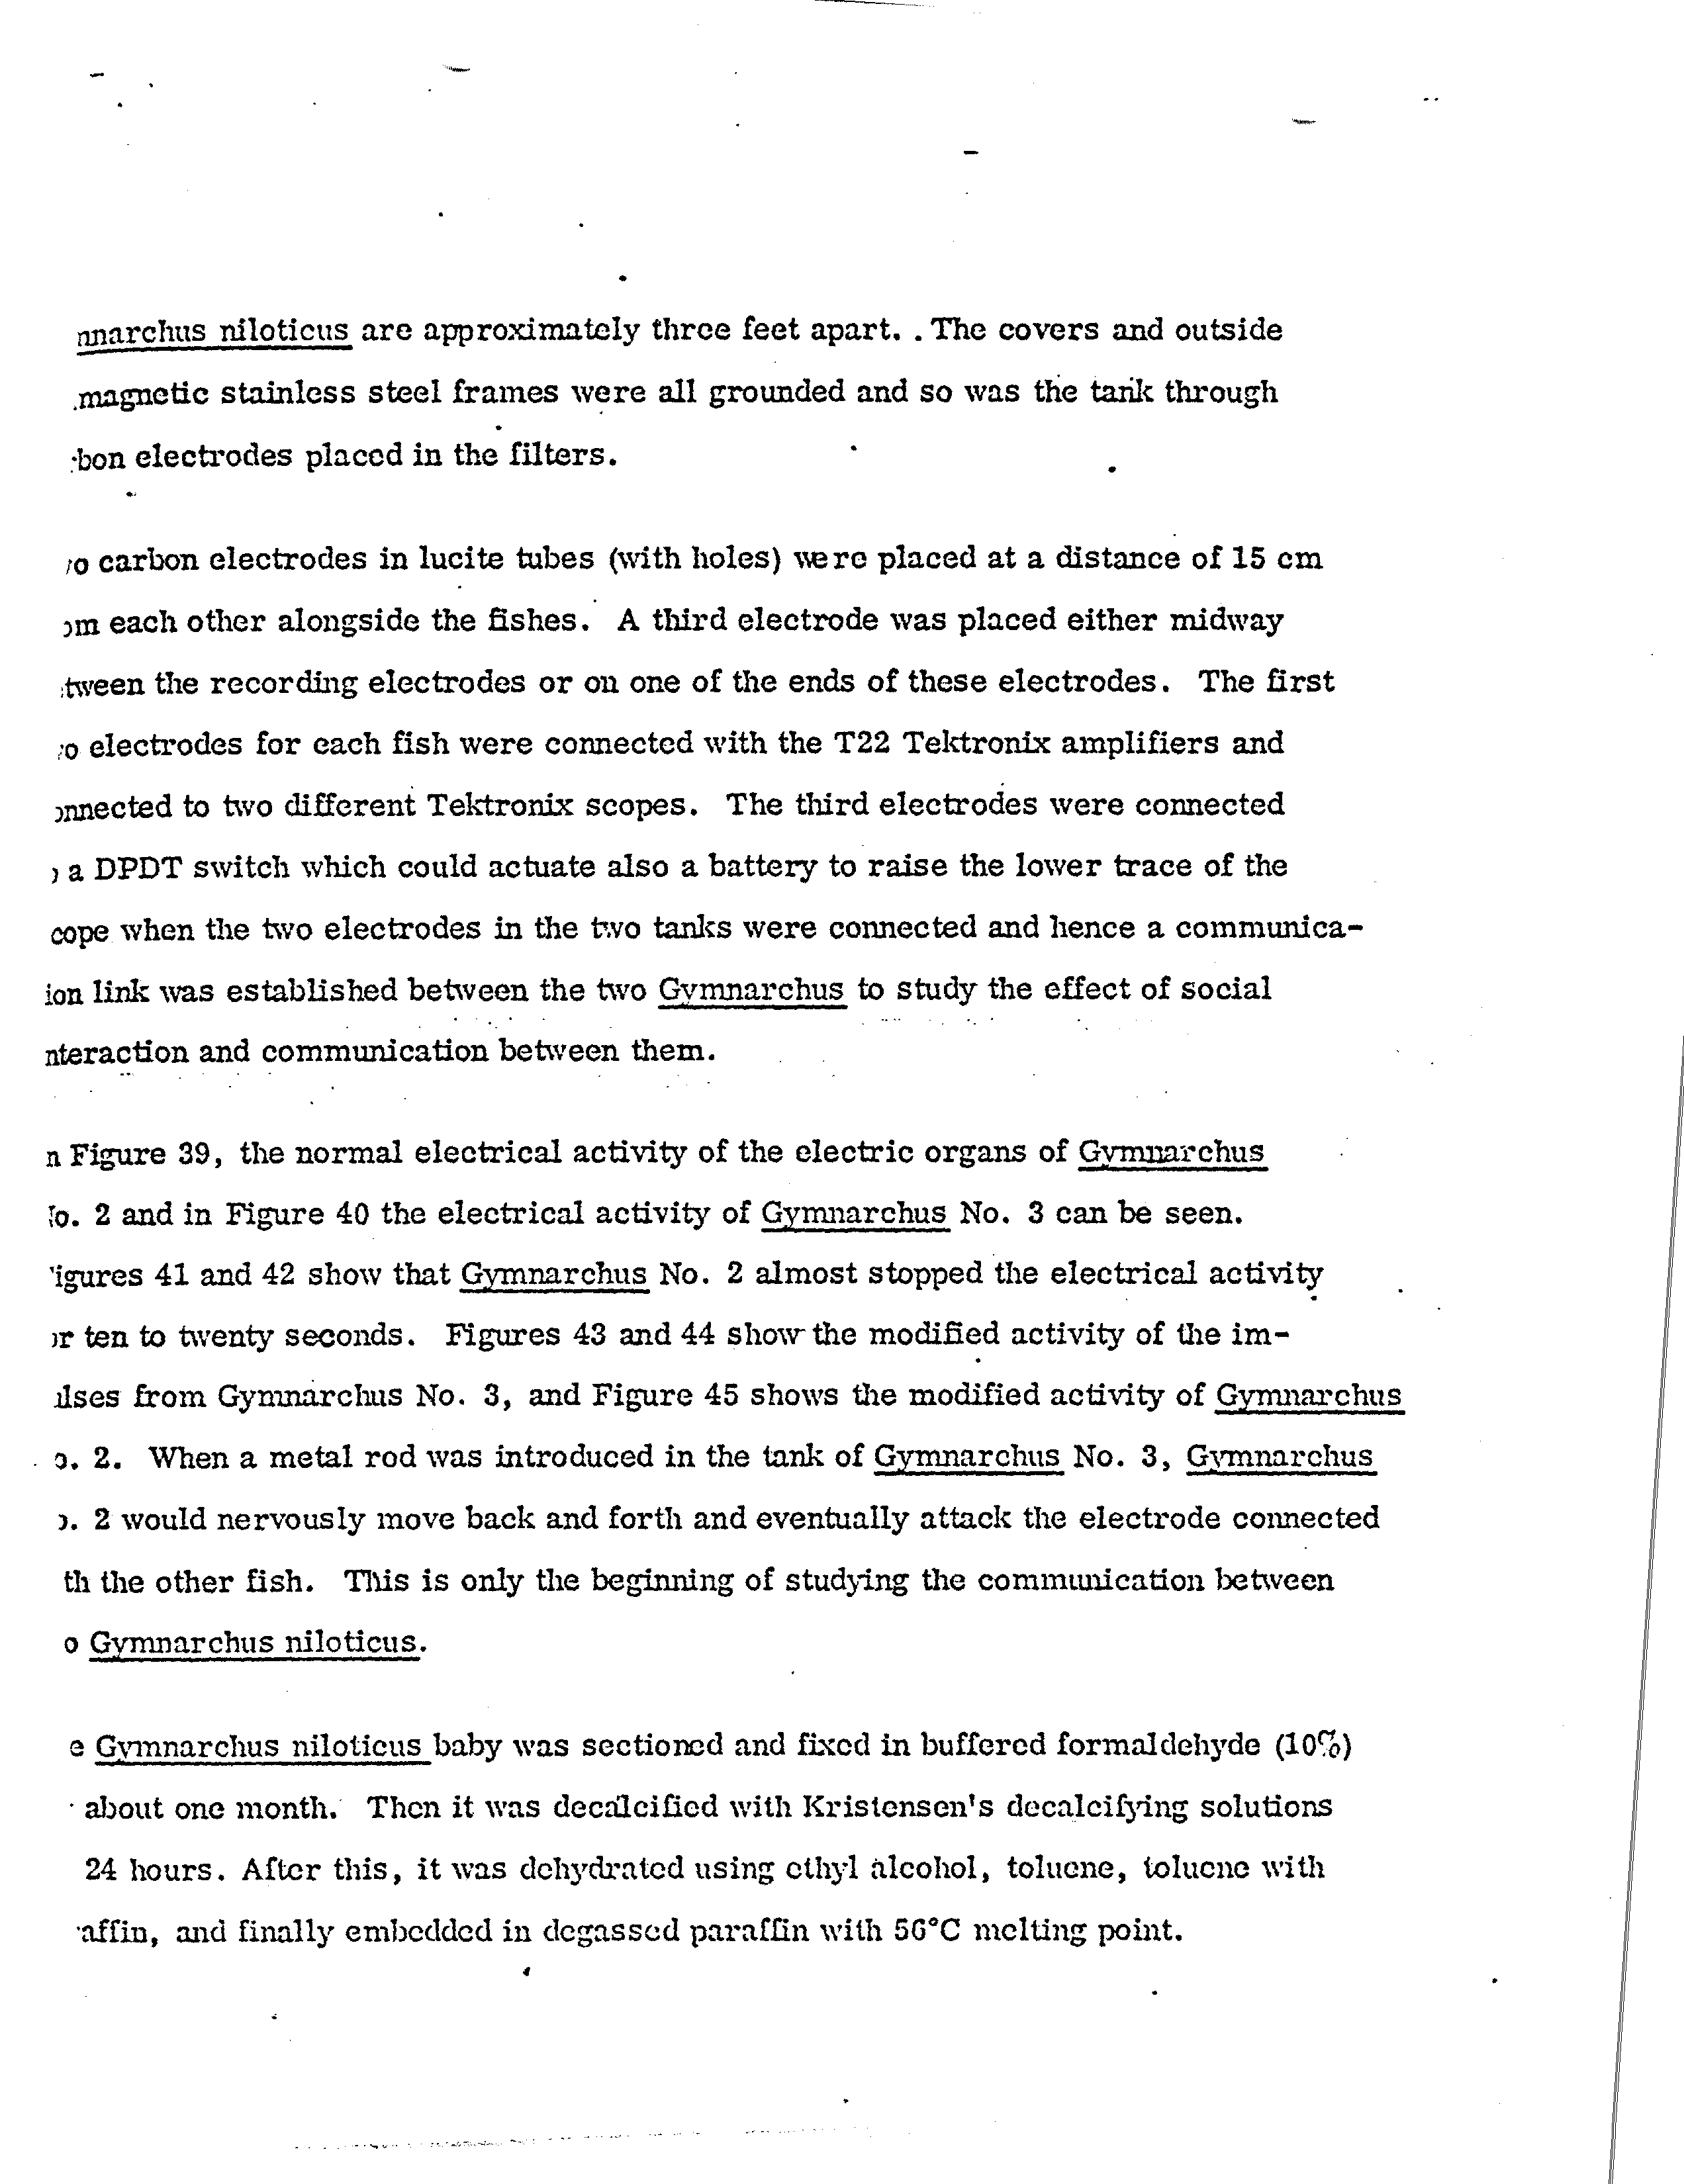 nnarchus niloticus are approximately three feet apart. . The covers and outside
magnetic stainless steel frames were all grounded and so was the tank through
bon electrodes placed in the filters.
o carbon electrodes in lucite tubes (with holes) were placed at a distance of 15 cm
om each other alongside the fishes. A third electrode was placed either midway
tween the recording electrodes or on one of the ends of these electrodes. The first
o electrodes for each fish were connected with the T22 Tektronix amplifiers and
onnected to two different Tektronix scopes. The third electrodes were connected
a DPDT switch which could actuate also a battery to raise the lower trace of the
cope when the two electrodes in the two tanks were connected and hence a communica-
ion link was established between the two Gymnarchus to study the effect of social
nteraction and communication between them.
n Figure 39, the normal electrical activity of the electric organs of Gymnarchus
o. 2 and in Figure 40 the electrical activity of Gymnarchus No. 3 can be seen.
igures 41 and 42 show that Gymnarchus No. 2 almost stopped the electrical activity
or ten to twenty seconds. Figures 43 and 44 show the modified activity of the im-
ulses from Gymnarchus No. 3, and Figure 45 shows the modified activity of Gymnarchus
o. 2. When a metal rod was introduced in the tank of Gymnarchus No. 3, Gymnarchus
o. 2 would nervously move back and forth and eventually attack the electrode connected
th the other fish. This is only the beginning of studying the communication between
o Gymnarchus niloticus.
e Gymnarchus niloticus baby was sectioned and fixed in buffered formaldehyde (10%)
about one month. Then it was decalcified with Kristensen's decalcifying solutions
24 hours. After this, it was dehydrated using ethyl alcohol, toluene, toluene with
affin, and finally embedded in degassed paraffin with 56°C melting point.